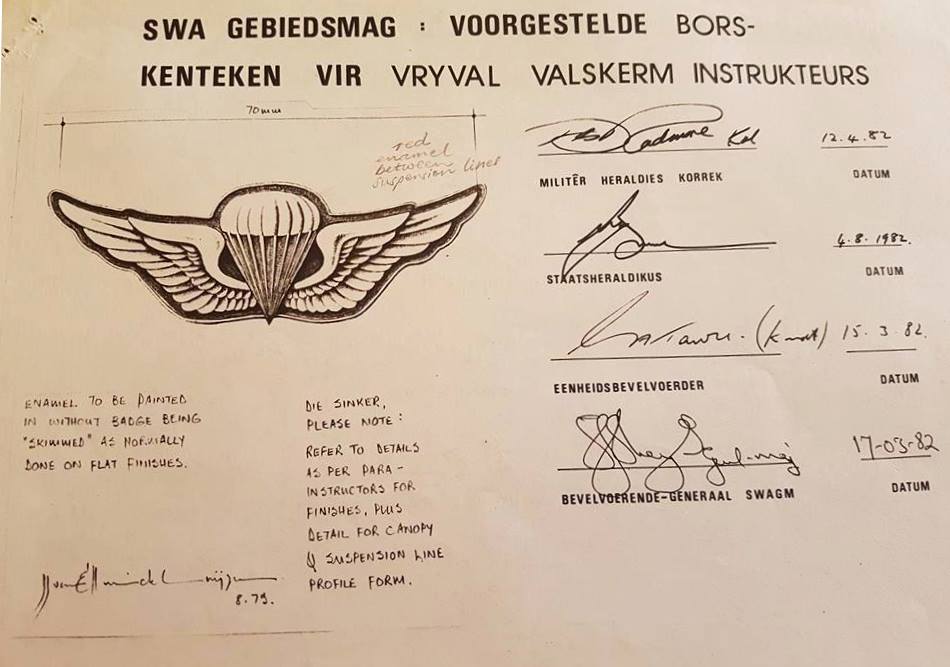 SWA GEBIEDSMAG : VOORGESTELDE BORS-
KENTEKEN VIR VRYVAL VALSKERM INSTRUKTEURS
70mm
red
enamel
between
suspension lines
Kol
12.4.82
MILITÊR HERALDIES KORREK
DATUM
4.8.1982.
STAATSHERALDIKUS
DATUM
(kmdt) 15.3.82.
EENHEIDSBEVELVOERDER
DATUM
17-03-82
BEVELVOERENDE-GENERAAL SWAGM
DATUM
ENAMEL TO BE PAINTED
IN WITHOUT BADGE BEING
"SKIMMED" AS NORMALLY
DONE ON FLAT FINISHES.
DIE SINKER,
PLEASE NOTE:
REFER TO DETAILS
AS PER PARA-
INSTRUCTORS FOR
FINISHES, PLUS
DETAIL FOR CANOPY
& SUSPENSION LINE
PROFILE FORM.
8.79.